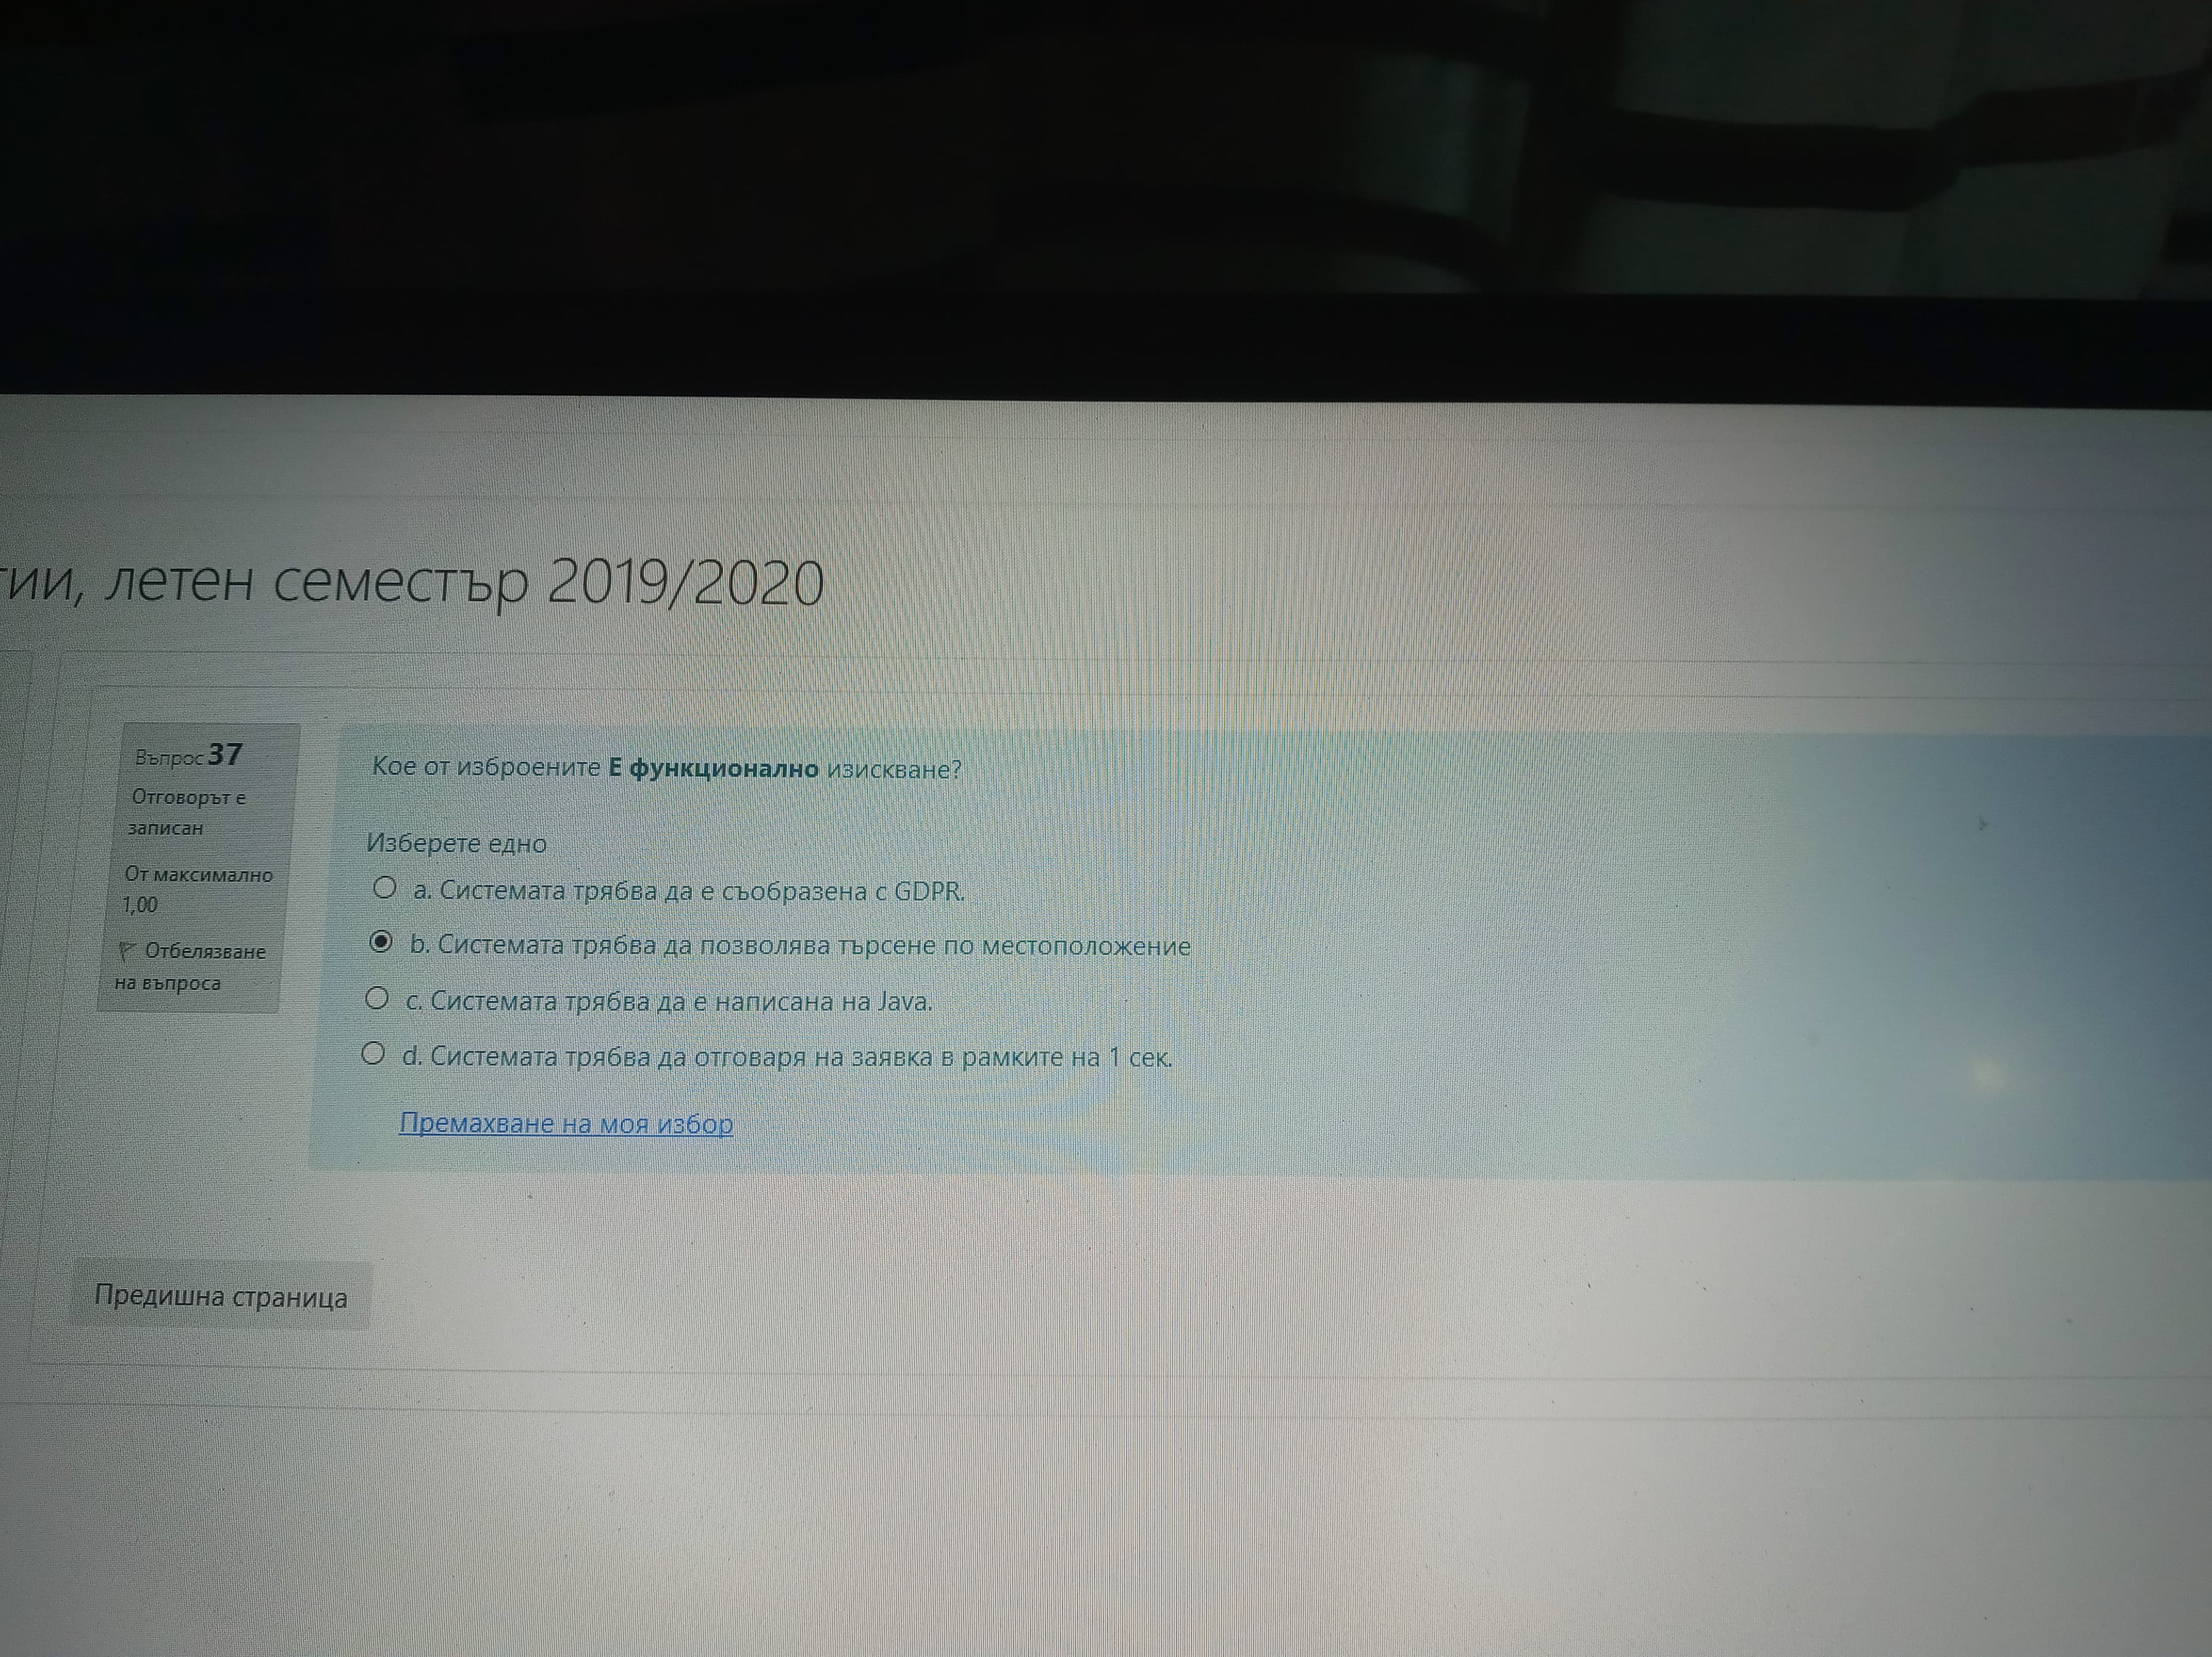 гии, летен семестър 2019/2020
Въпрос 37
Отговорът е
записан
От максимално
1,00
Отбелязване
на въпроса
Кое от изброените Е функционално изискване?
Изберете едно
a. Системата трябва да е съобразена с GDPR.
b. Системата трябва да позволява търсене по местоположение
c. Системата трябва да е написана на Java.
d. Системата трябва да отговаря на заявка в рамките на 1 сек.
Премахване на моя избор
Предишна страница